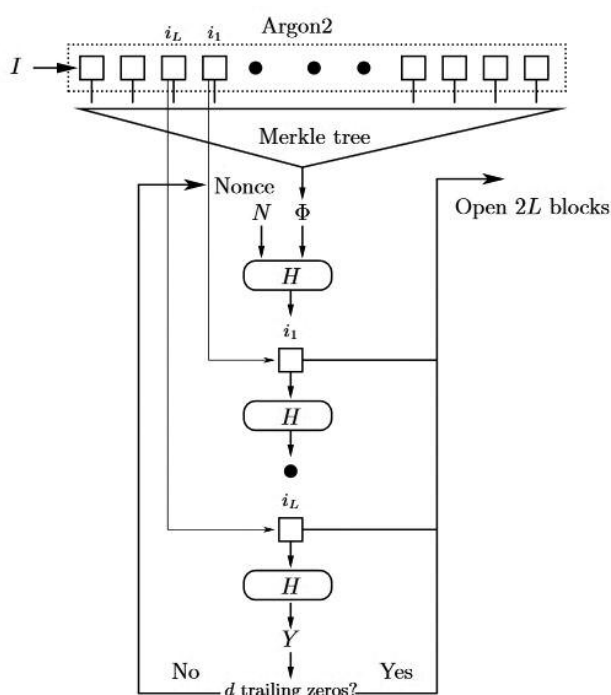 Argon2
i_L i_1
I
Merkle tree
Nonce
N Φ
Open 2L blocks
H
i_1
H
i_L
H
Y
No Yes
d trailing zeros?